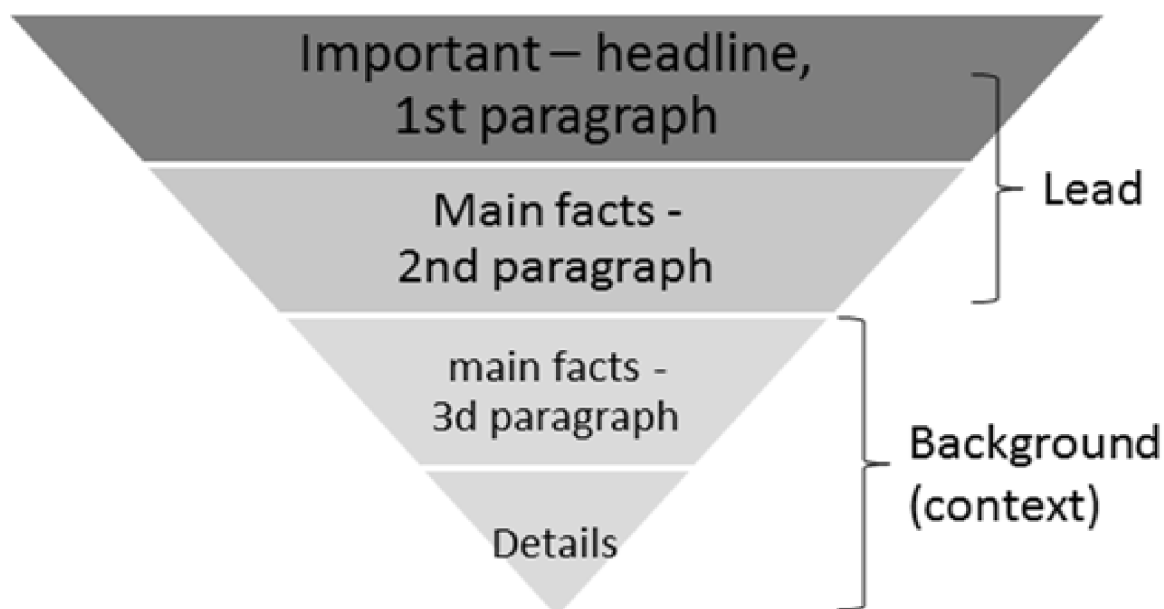 Important – headline,
1st paragraph
Lead
Main facts -
2nd paragraph
main facts -
3d paragraph
Background
(context)
Details